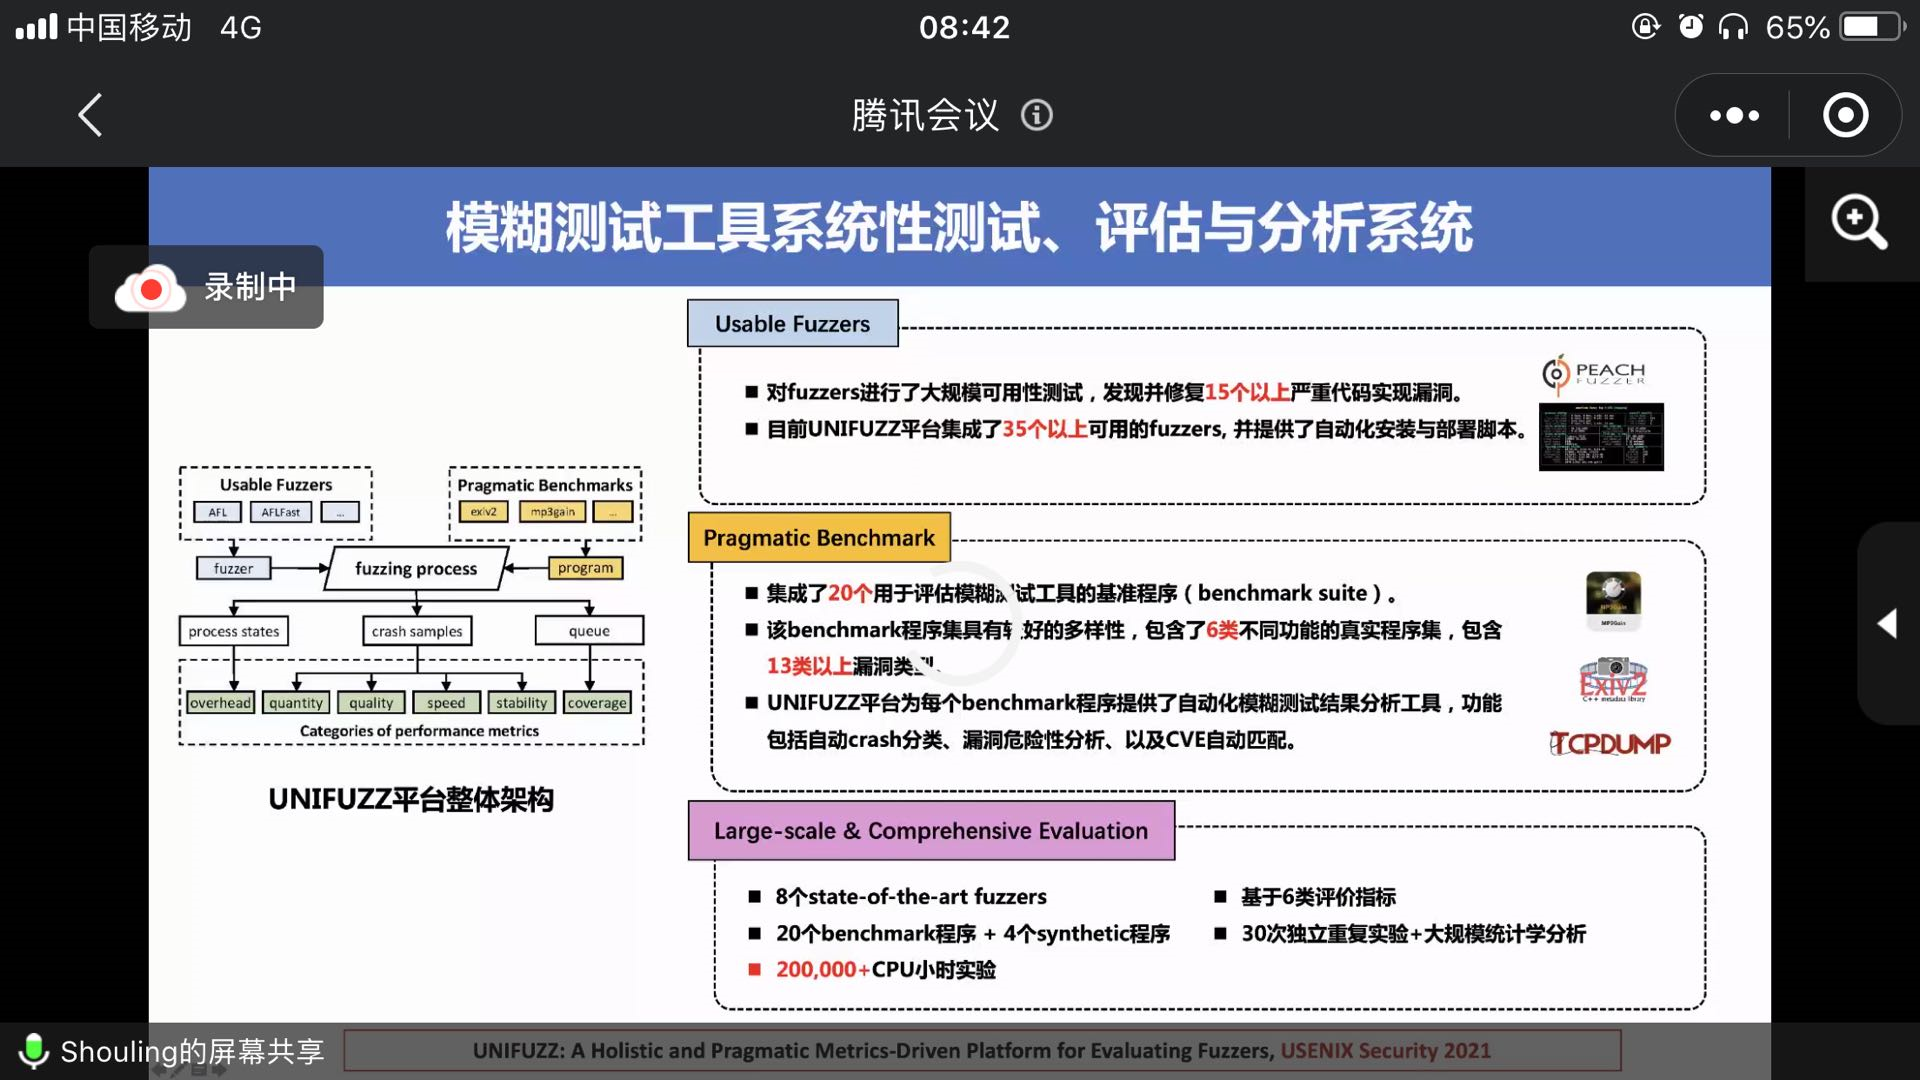 中国移动 4G
08:42
65%
腾讯会议
模糊测试工具系统性测试、评估与分析系统
录制中
Usable Fuzzers
对fuzzers进行了大规模可用性测试，发现并修复15个以上严重代码实现漏洞。
目前UNIFUZZ平台集成了35个以上可用的fuzzers, 并提供了自动化安装与部署脚本。
PEACH
FUZZER
Usable Fuzzers
AFL
AFLFast
...
Pragmatic Benchmarks
exiv2
mp3gain
...
fuzzer
fuzzing process
program
process states
crash samples
queue
overhead
quantity
quality
speed
stability
coverage
Categories of performance metrics
UNIFUZZ平台整体架构
Pragmatic Benchmark
集成了20个用于评估模糊测试工具的基准程序（benchmark suite）。
该benchmark程序集具有较好的多样性，包含了6类不同功能的真实程序集，包含
13类以上漏洞类型。
UNIFUZZ平台为每个benchmark程序提供了自动化模糊测试结果分析工具，功能
包括自动crash分类、漏洞危险性分析、以及CVE自动匹配。
MP3Gain
MP3Gain
Exiv2
C++ metadata library
TCPDUMP
Large-scale & Comprehensive Evaluation
8个state-of-the-art fuzzers
20个benchmark程序 + 4个synthetic程序
200,000+CPU小时实验
基于6类评价指标
30次独立重复实验+大规模统计学分析
Shouling的屏幕共享
UNIFUZZ: A Holistic and Pragmatic Metrics-Driven Platform for Evaluating Fuzzers, USENIX Security 2021